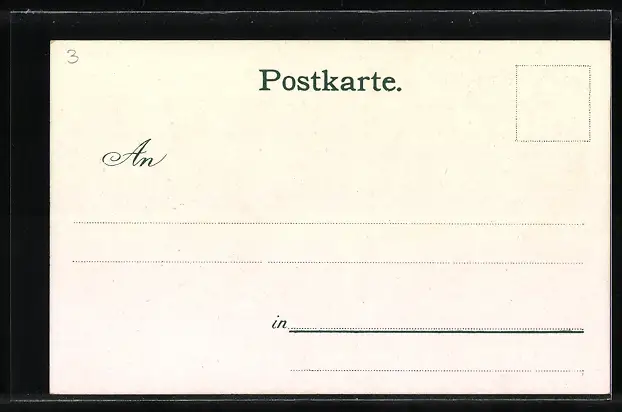 3
Postkarte.
An
in